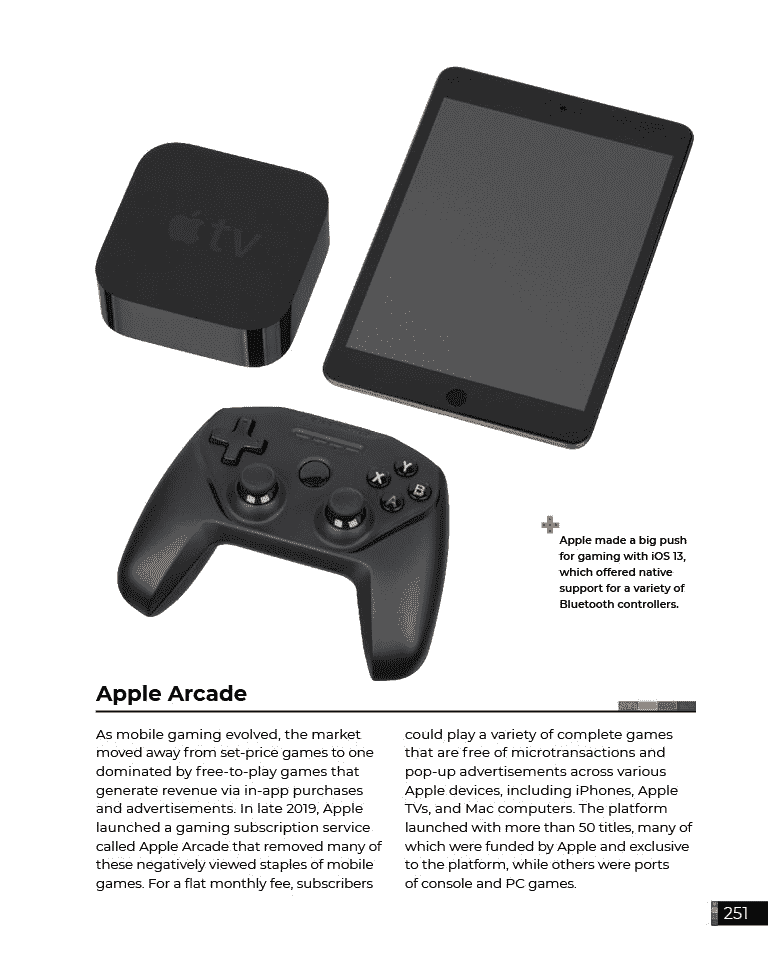 tv
X
Y
B
A
Apple made a big push
for gaming with iOS 13,
which offered native
support for a variety of
Bluetooth controllers.
Apple Arcade
As mobile gaming evolved, the market
moved away from set-price games to one
dominated by free-to-play games that
generate revenue via in-app purchases
and advertisements. In late 2019, Apple
launched a gaming subscription service
called Apple Arcade that removed many of
these negatively viewed staples of mobile
games. For a flat monthly fee, subscribers
could play a variety of complete games
that are free of microtransactions and
pop-up advertisements across various
Apple devices, including iPhones, Apple
TVs, and Mac computers. The platform
launched with more than 50 titles, many of
which were funded by Apple and exclusive
to the platform, while others were ports
of console and PC games.
251